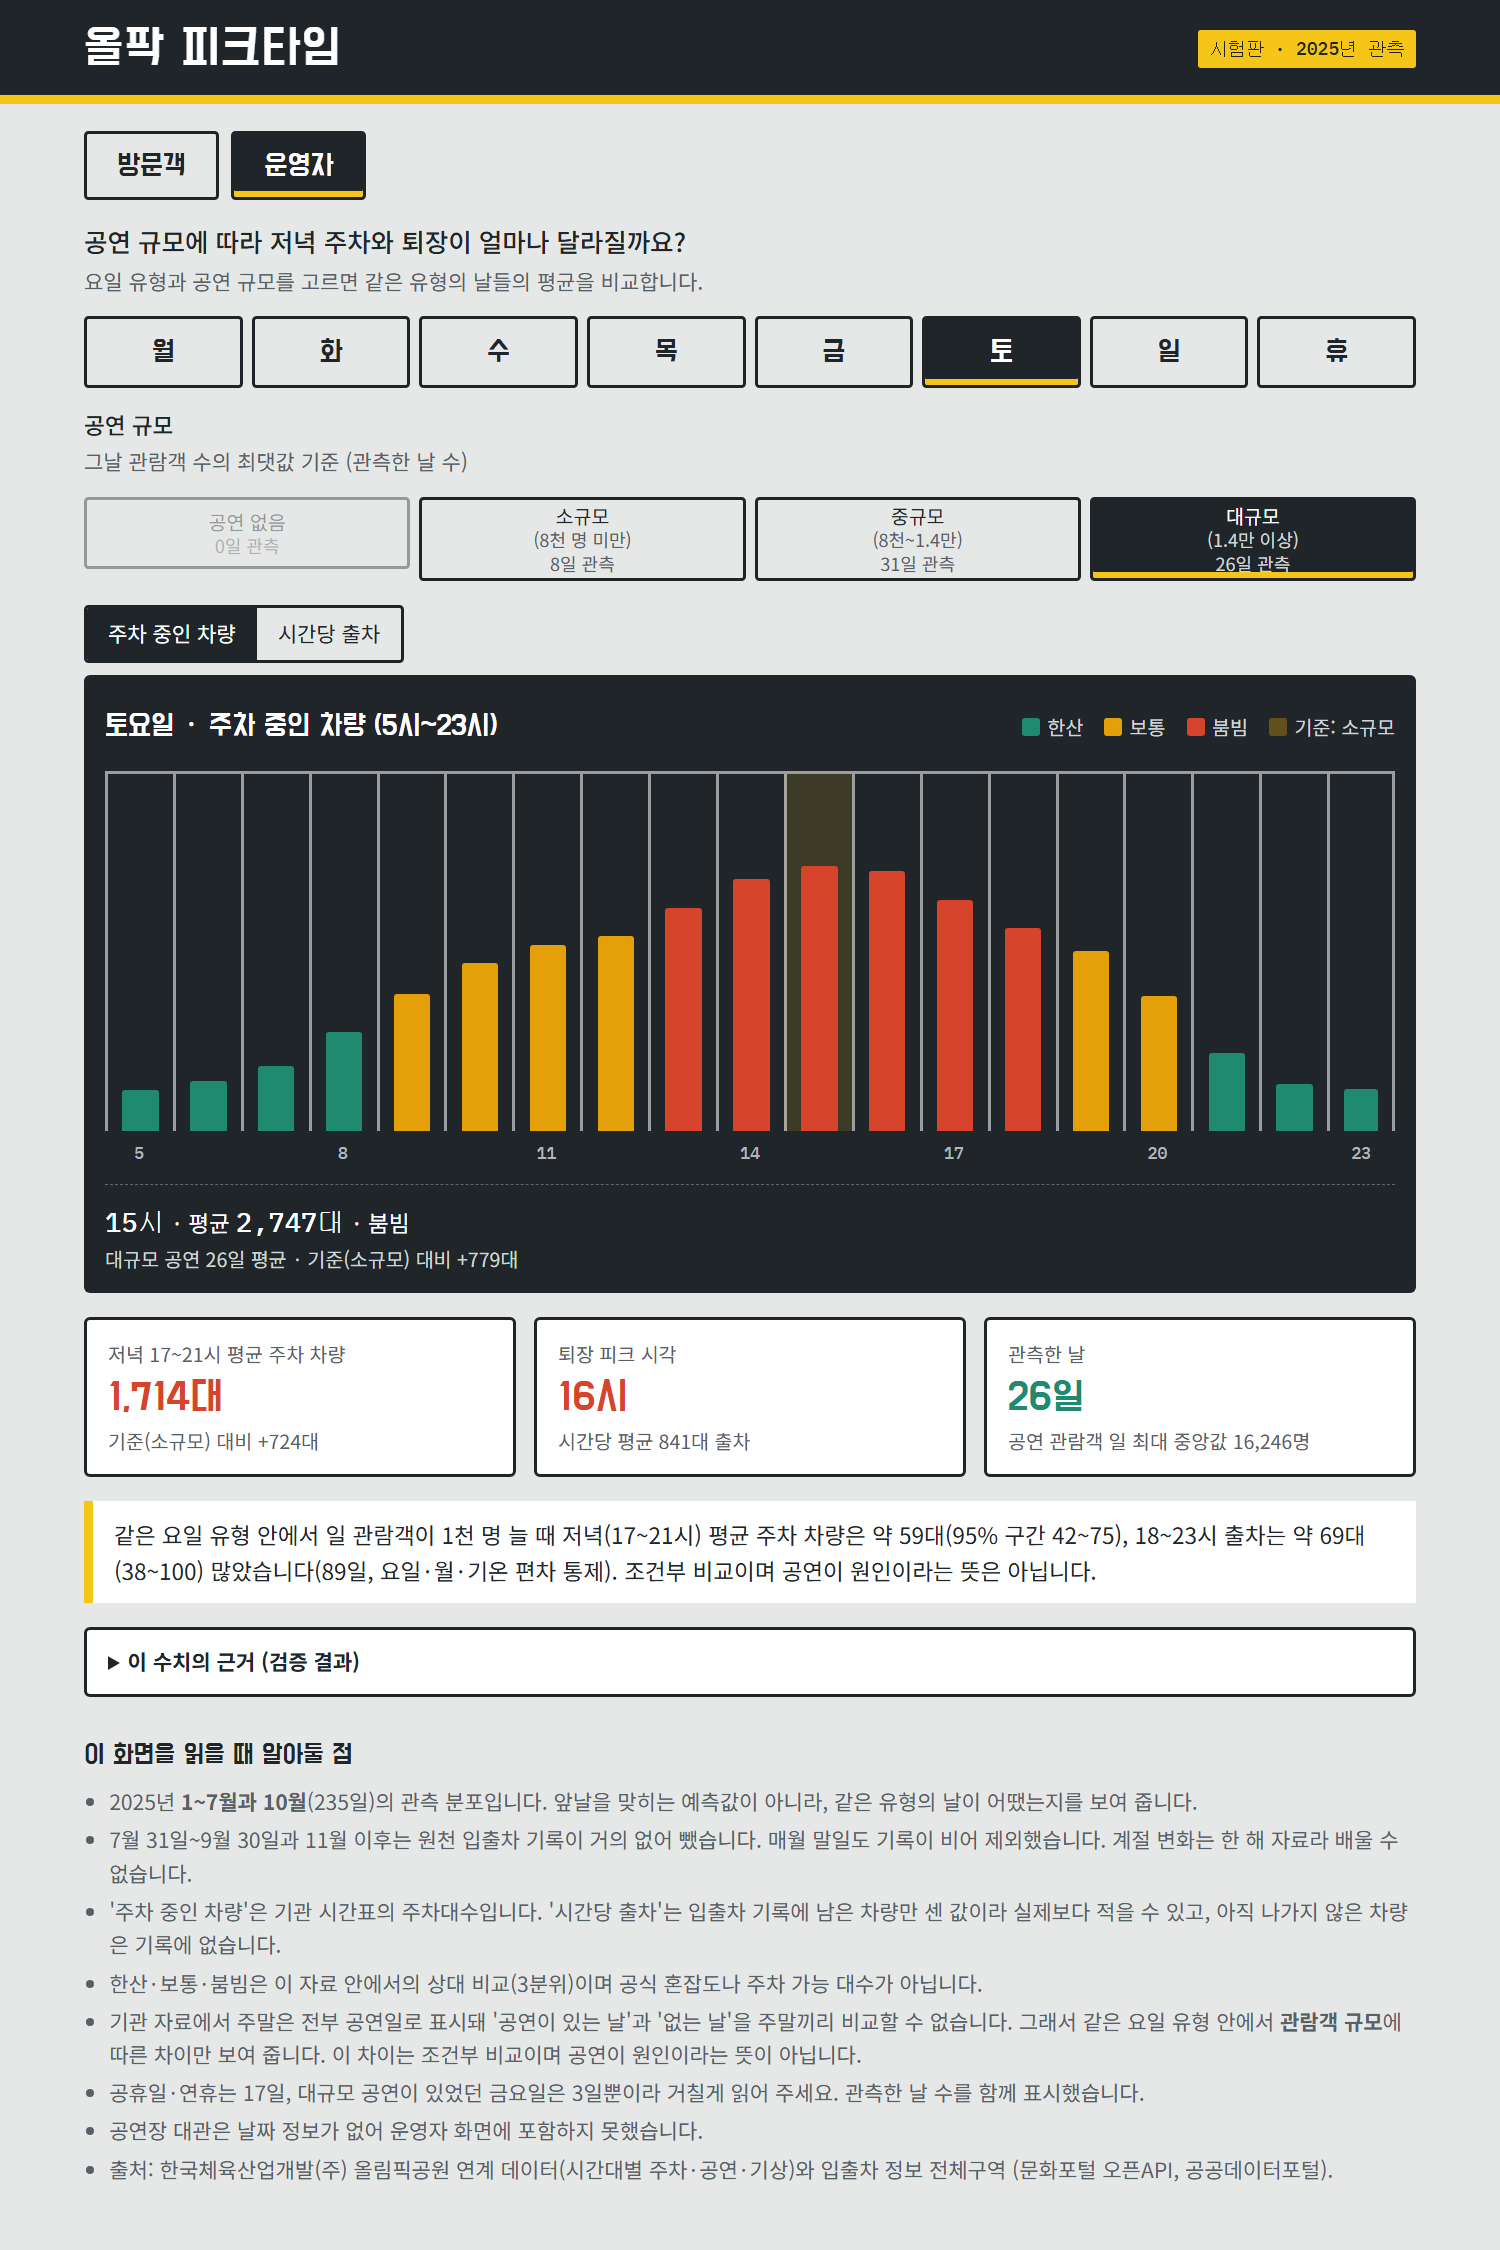 올팍 피크타임
시험판 · 2025년 관측
방문객
운영자
공연 규모에 따라 저녁 주차와 퇴장이 얼마나 달라질까요?
요일 유형과 공연 규모를 고르면 같은 유형의 날들의 평균을 비교합니다.
월 화 수 목 금 토 일 휴
공연 규모
그날 관람객 수의 최댓값 기준 (관측한 날 수)
공연 없음
0일 관측
소규모
(8천 명 미만)
8일 관측
중규모
(8천~1.4만)
31일 관측
대규모
(1.4만 이상)
26일 관측
주차 중인 차량
시간당 출차
토요일 · 주차 중인 차량 (5시~23시)
한산 보통 붐빔 기준: 소규모
5 8 11 14 17 20 23
15시 · 평균 2,747대 · 붐빔
대규모 공연 26일 평균 · 기준(소규모) 대비 +779대
저녁 17~21시 평균 주차 차량
1,714대
기준(소규모) 대비 +724대
퇴장 피크 시각
16시
시간당 평균 841대 출차
관측한 날
26일
공연 관람객 일 최대 중앙값 16,246명
같은 요일 유형 안에서 일 관람객이 1천 명 늘 때 저녁(17~21시) 평균 주차 차량은 약 59대(95% 구간 42~75), 18~23시 출차는 약 69대
(38~100) 많았습니다(89일, 요일·월·기온 편차 통제). 조건부 비교이며 공연이 원인이라는 뜻은 아닙니다.
▶ 이 수치의 근거 (검증 결과)
이 화면을 읽을 때 알아둘 점
• 2025년 1~7월과 10월(235일)의 관측 분포입니다. 앞날을 맞히는 예측값이 아니라, 같은 유형의 날이 어땠는지를 보여 줍니다.
• 7월 31일~9월 30일과 11월 이후는 원천 입출차 기록이 거의 없어 뺐습니다. 매월 말일도 기록이 비어 제외했습니다. 계절 변화는 한 해 자료라 배울 수
없습니다.
• '주차 중인 차량'은 기관 시간표의 주차대수입니다. '시간당 출차'는 입출차 기록에 남은 차량만 센 값이라 실제보다 적을 수 있고, 아직 나가지 않은 차량
은 기록에 없습니다.
• 한산·보통·붐빔은 이 자료 안에서의 상대 비교(3분위)이며 공식 혼잡도나 주차 가능 대수가 아닙니다.
• 기관 자료에서 주말은 전부 공연일로 표시돼 '공연이 있는 날'과 '없는 날'을 주말끼리 비교할 수 없습니다. 그래서 같은 요일 유형 안에서 관람객 규모에
따른 차이만 보여 줍니다. 이 차이는 조건부 비교이며 공연이 원인이라는 뜻이 아닙니다.
• 공휴일·연휴는 17일, 대규모 공연이 있었던 금요일은 3일뿐이라 거칠게 읽어 주세요. 관측한 날 수를 함께 표시했습니다.
• 공연장 대관은 날짜 정보가 없어 운영자 화면에 포함하지 못했습니다.
• 출처: 한국체육산업개발(주) 올림픽공원 연계 데이터(시간대별 주차·공연·기상)와 입출차 정보 전체구역 (문화포털 오픈API, 공공데이터포털).